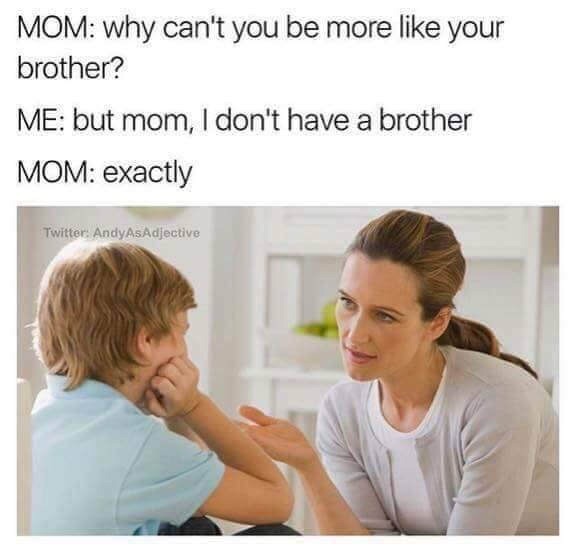 MOM: why can't you be more like your
brother?
ME: but mom, I don't have a brother
MOM: exactly
Twitter: AndyAsAdjective